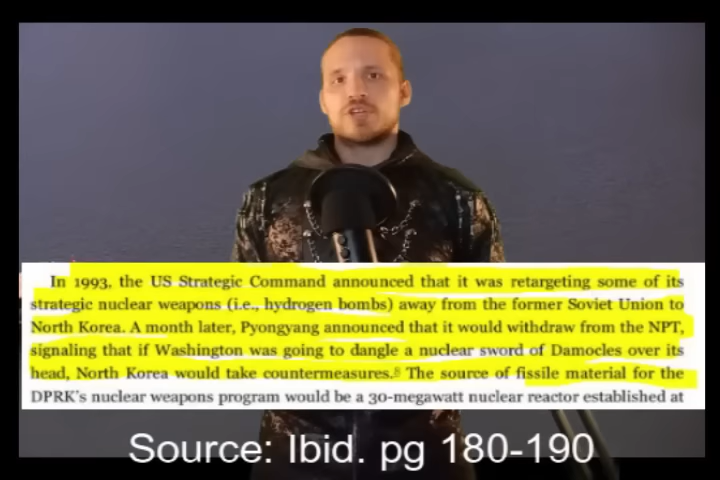 In 1993, the US Strategic Command announced that it was retargeting some of its
strategic nuclear weapons (i.e., hydrogen bombs) away from the former Soviet Union to
North Korea. A month later, Pyongyang announced that it would withdraw from the NPT,
signaling that if Washington was going to dangle a nuclear sword of Damocles over its
head, North Korea would take countermeasures.⁸ The source of fissile material for the
DPRK's nuclear weapons program would be a 30-megawatt nuclear reactor established at
Source: Ibid. pg 180-190